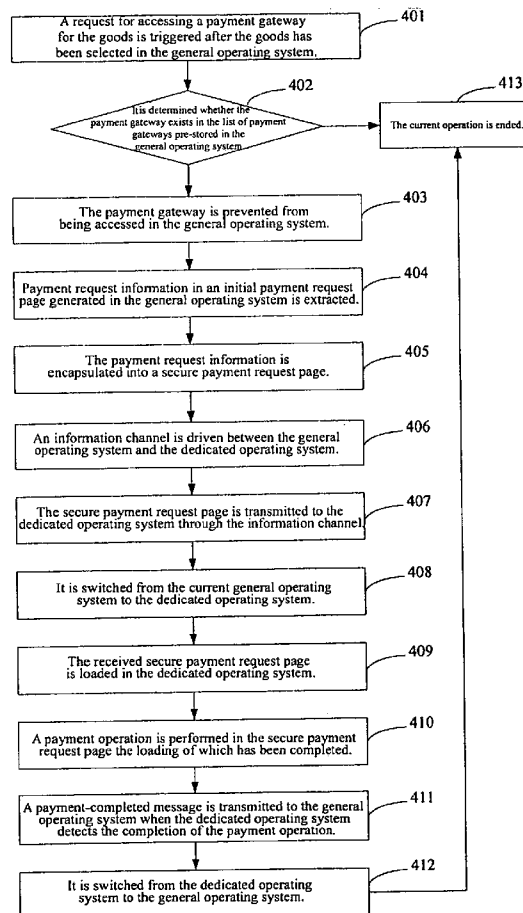 A request for accessing a payment gateway
for the goods is triggered after the goods has
been selected in the general operating system.
401
402
It is determined whether the
payment gateway exists in the list of payment
gateways pre-stored in the
general operating system
413
The current operation is ended.
403
The payment gateway is prevented from
being accessed in the general operating system.
404
Payment request information in an initial payment request
page generated in the general operating system is extracted.
405
The payment request information is
encapsulated into a secure payment request page.
406
An information channel is driven between the general
operating system and the dedicated operating system.
407
The secure payment request page is transmitted to the
dedicated operating system through the information channel.
408
It is switched from the current general operating
system to the dedicated operating system.
409
The received secure payment request page
is loaded in the dedicated operating system.
410
A payment operation is performed in the secure payment
request page the loading of which has been completed.
411
A payment-completed message is transmitted to the general
operating system when the dedicated operating system
detects the completion of the payment operation.
412
It is switched from the dedicated operating
system to the general operating system.